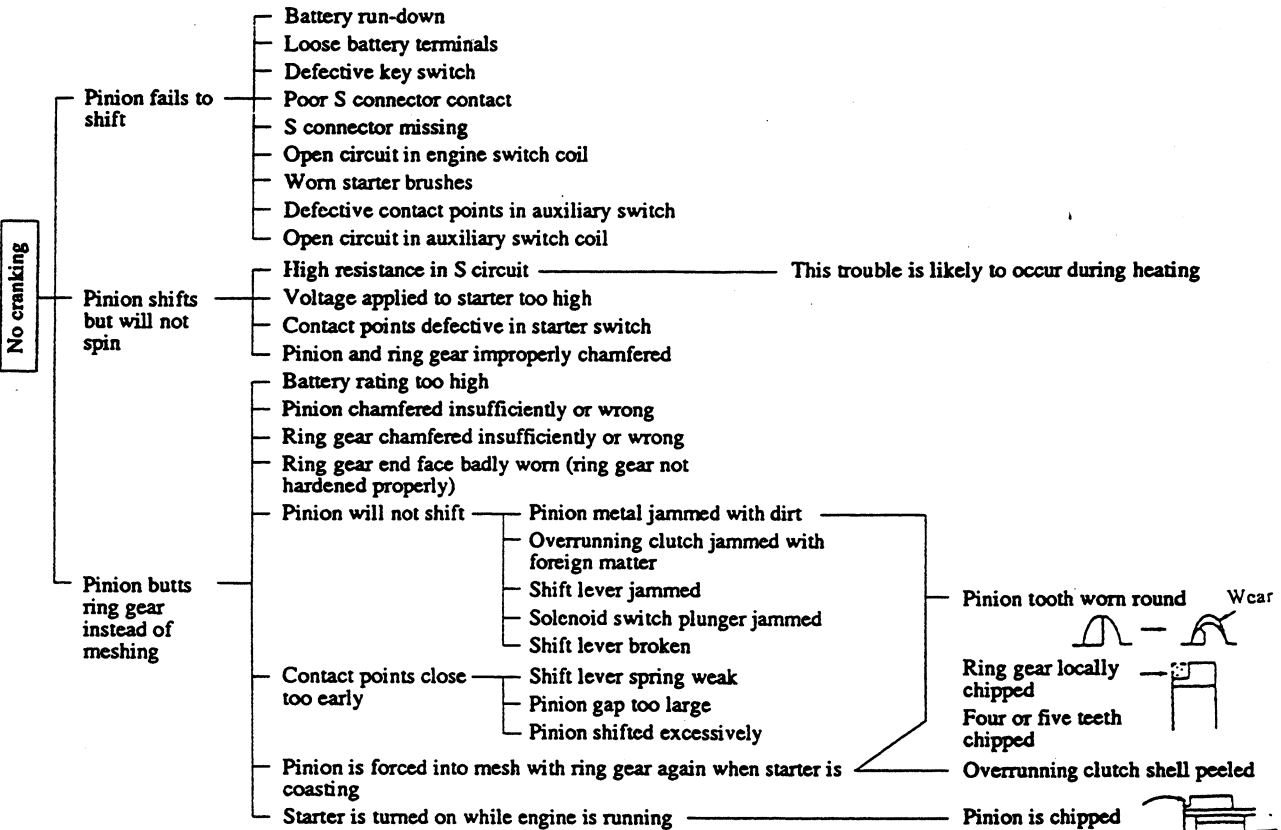 No cranking
Pinion fails to
shift
Battery run-down
Loose battery terminals
Defective key switch
Poor S connector contact
S connector missing
Open circuit in engine switch coil
Worn starter brushes
Defective contact points in auxiliary switch
Open circuit in auxiliary switch coil
Pinion shifts
but will not
spin
High resistance in S circuit
This trouble is likely to occur during heating
Voltage applied to starter too high
Contact points defective in starter switch
Pinion and ring gear improperly chamfered
Pinion butts
ring gear
instead of
meshing
Battery rating too high
Pinion chamfered insufficiently or wrong
Ring gear chamfered insufficiently or wrong
Ring gear end face badly worn (ring gear not
hardened properly)
Pinion will not shift
Pinion metal jammed with dirt
Overrunning clutch jammed with
foreign matter
Shift lever jammed
Solenoid switch plunger jammed
Shift lever broken
Contact points close
too early
Shift lever spring weak
Pinion gap too large
Pinion shifted excessively
Pinion is forced into mesh with ring gear again when starter is
coasting
Starter is turned on while engine is running
Pinion tooth worn round
Wear
Ring gear locally
chipped
Four or five teeth
chipped
Overrunning clutch shell peeled
Pinion is chipped